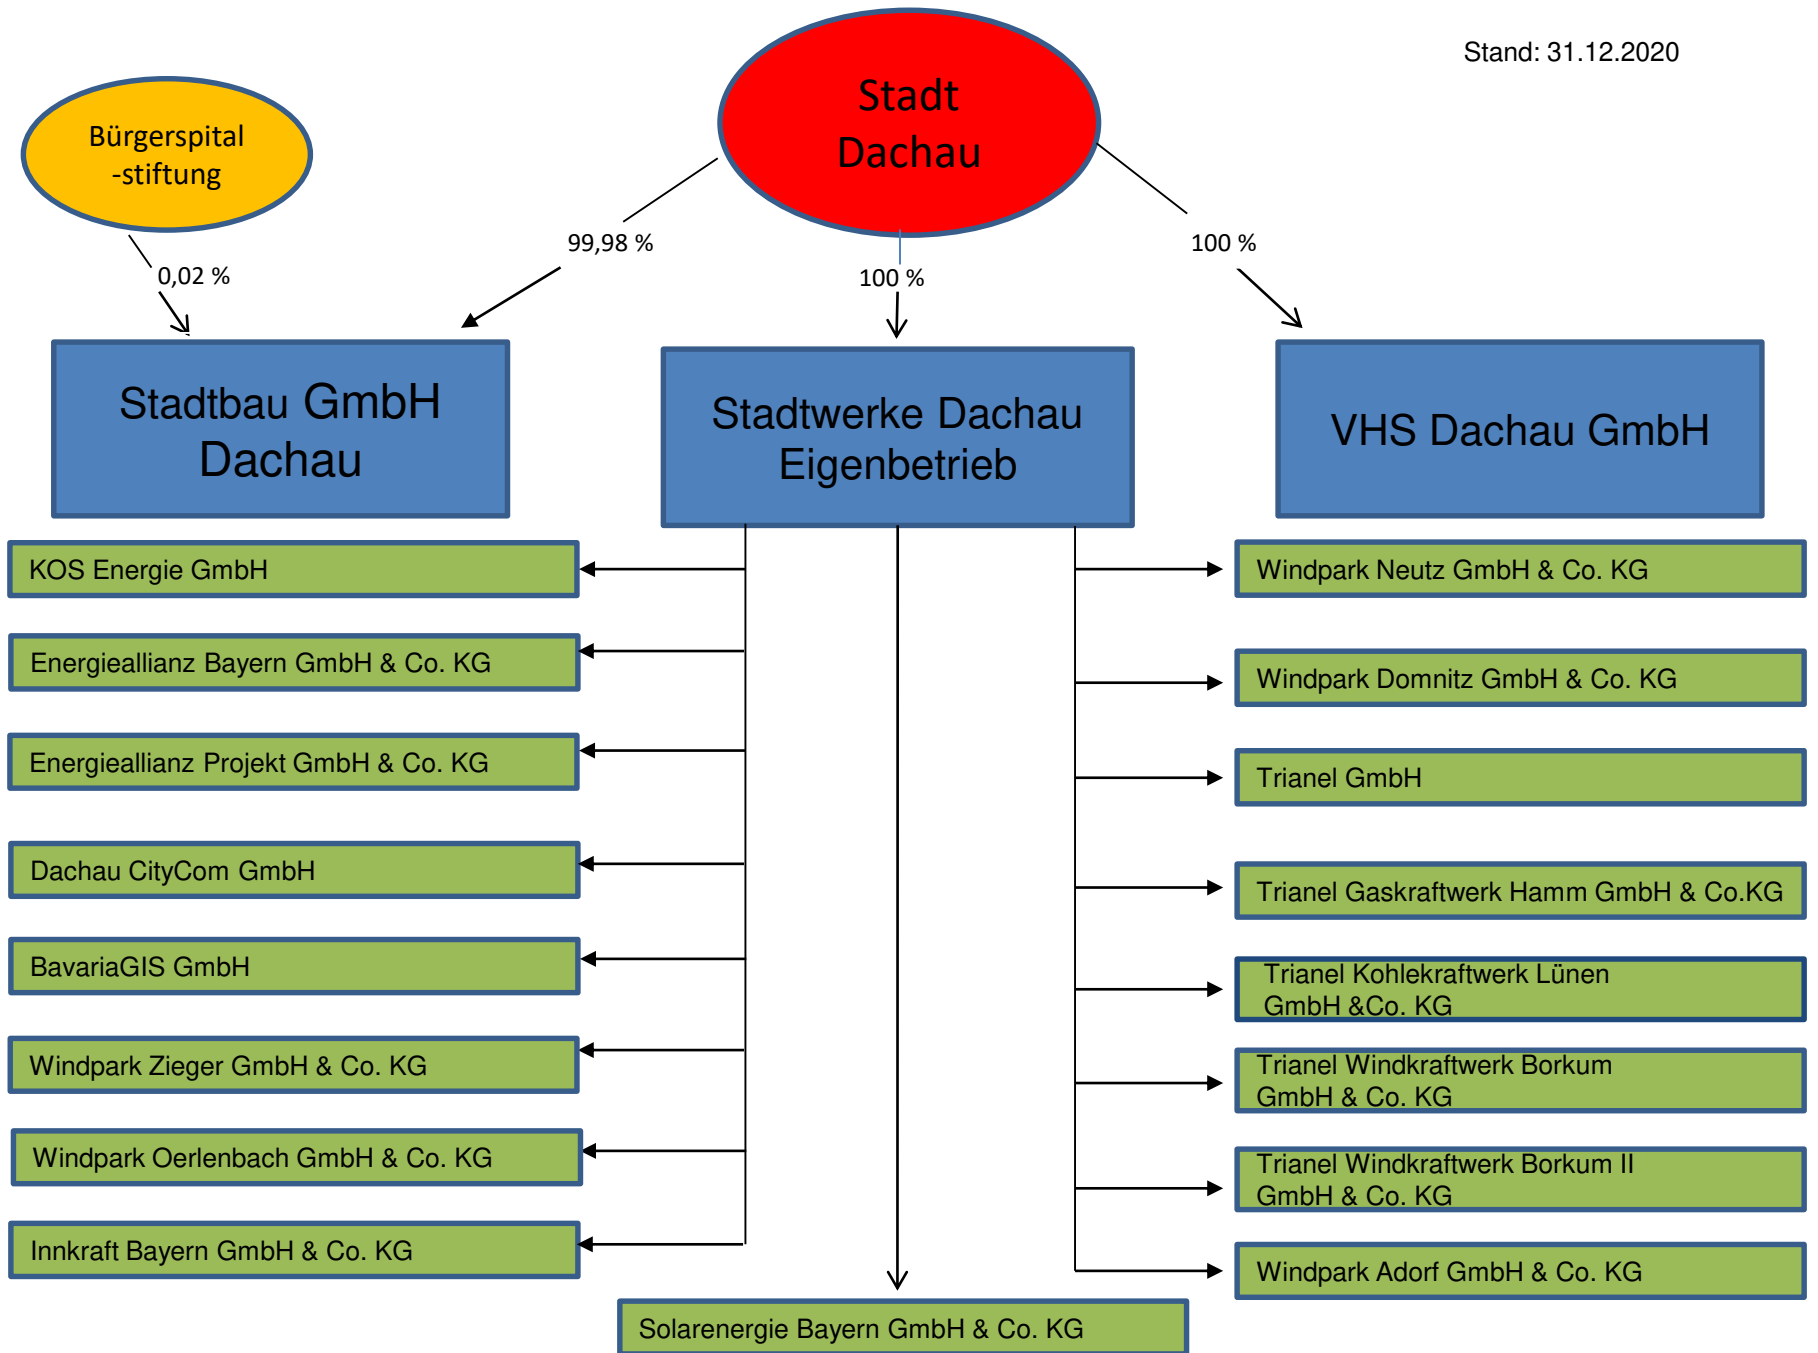 Stand: 31.12.2020
Stadt
Dachau
Bürgerspital
-stiftung
99,98 %
100 %
100 %
0,02 %
Stadtbau GmbH
Dachau
Stadtwerke Dachau
Eigenbetrieb
VHS Dachau GmbH
KOS Energie GmbH
Energieallianz Bayern GmbH & Co. KG
Energieallianz Projekt GmbH & Co. KG
Dachau CityCom GmbH
BavariaGIS GmbH
Windpark Zieger GmbH & Co. KG
Windpark Oerlenbach GmbH & Co. KG
Innkraft Bayern GmbH & Co. KG
Windpark Neutz GmbH & Co. KG
Windpark Domnitz GmbH & Co. KG
Trianel GmbH
Trianel Gaskraftwerk Hamm GmbH & Co.KG
Trianel Kohlekraftwerk Lünen
GmbH &Co. KG
Trianel Windkraftwerk Borkum
GmbH & Co. KG
Trianel Windkraftwerk Borkum II
GmbH & Co. KG
Windpark Adorf GmbH & Co. KG
Solarenergie Bayern GmbH & Co. KG